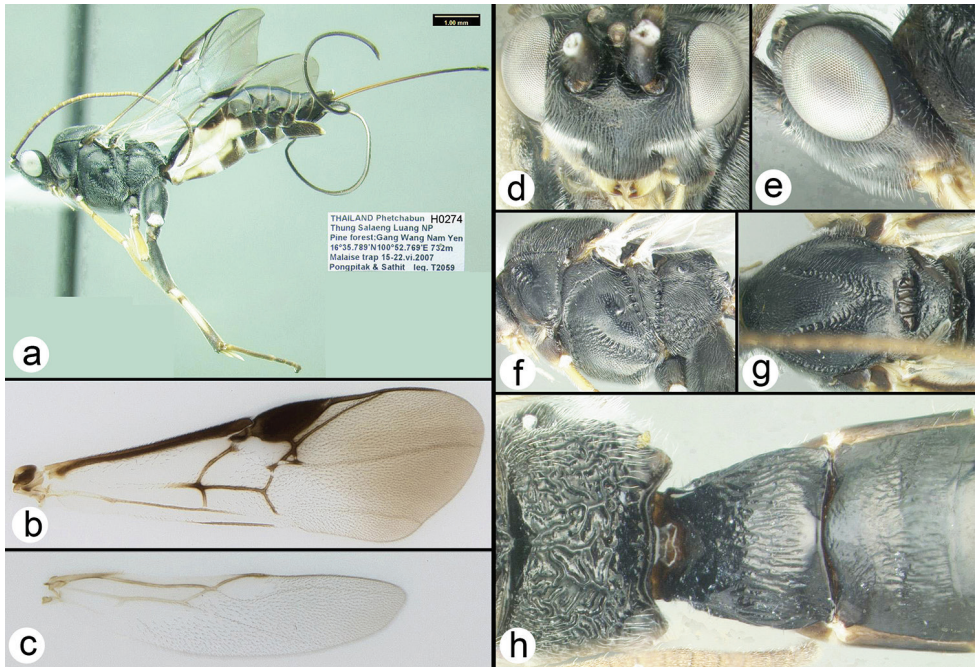 1.00 mm
THAILAND Phetchabun H0274
Thung Salaeng Luang NP
Pine forest;Gang Wang Nam Yen
16°35.789'N100°52.769'E 732m
Malaise trap 15-22.vi.2007
Pongpitak & Sathit leg. T2059
a
b
c
d
e
f
g
h